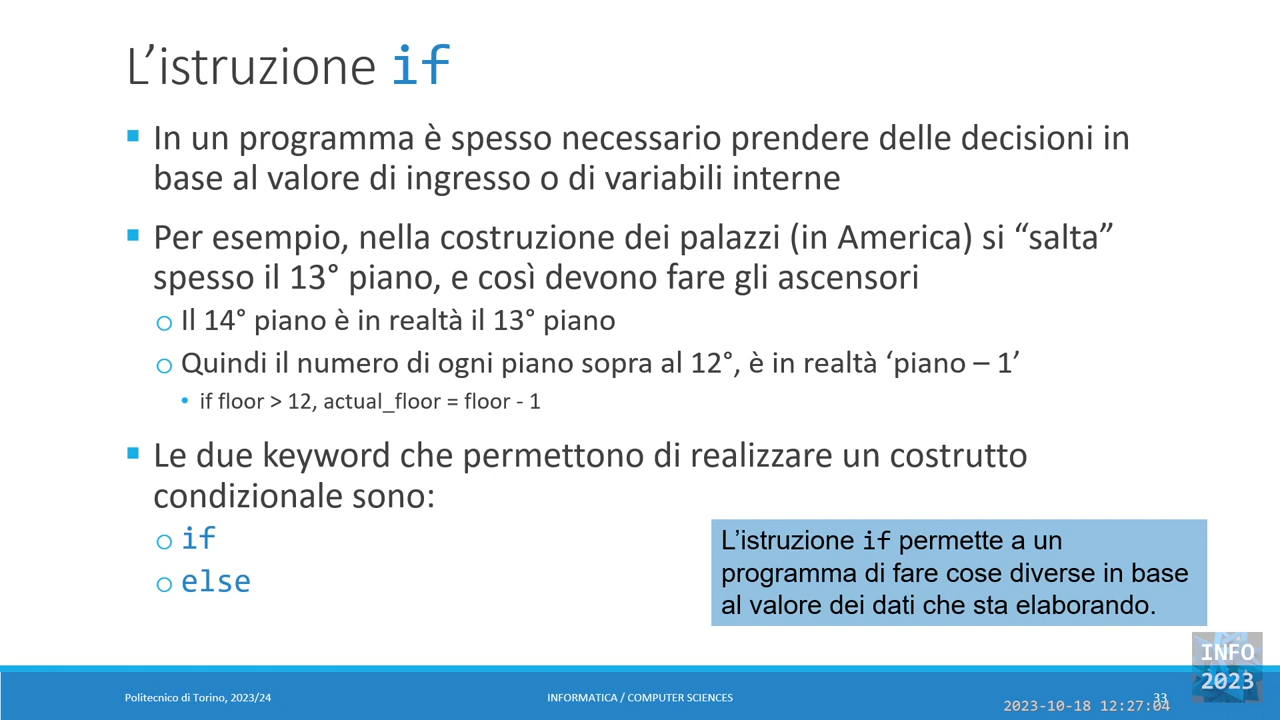 L’istruzione if
In un programma è spesso necessario prendere delle decisioni in
base al valore di ingresso o di variabili interne
Per esempio, nella costruzione dei palazzi (in America) si “salta”
spesso il 13° piano, e così devono fare gli ascensori
Il 14° piano è in realtà il 13° piano
Quindi il numero di ogni piano sopra al 12°, è in realtà ‘piano – 1’
if floor > 12, actual_floor = floor - 1
Le due keyword che permettono di realizzare un costrutto
condizionale sono:
if
else
L’istruzione if permette a un
programma di fare cose diverse in base
al valore dei dati che sta elaborando.
INFO
2023
Politecnico di Torino, 2023/24
INFORMATICA / COMPUTER SCIENCES
33
2023-10-18 12:27:04